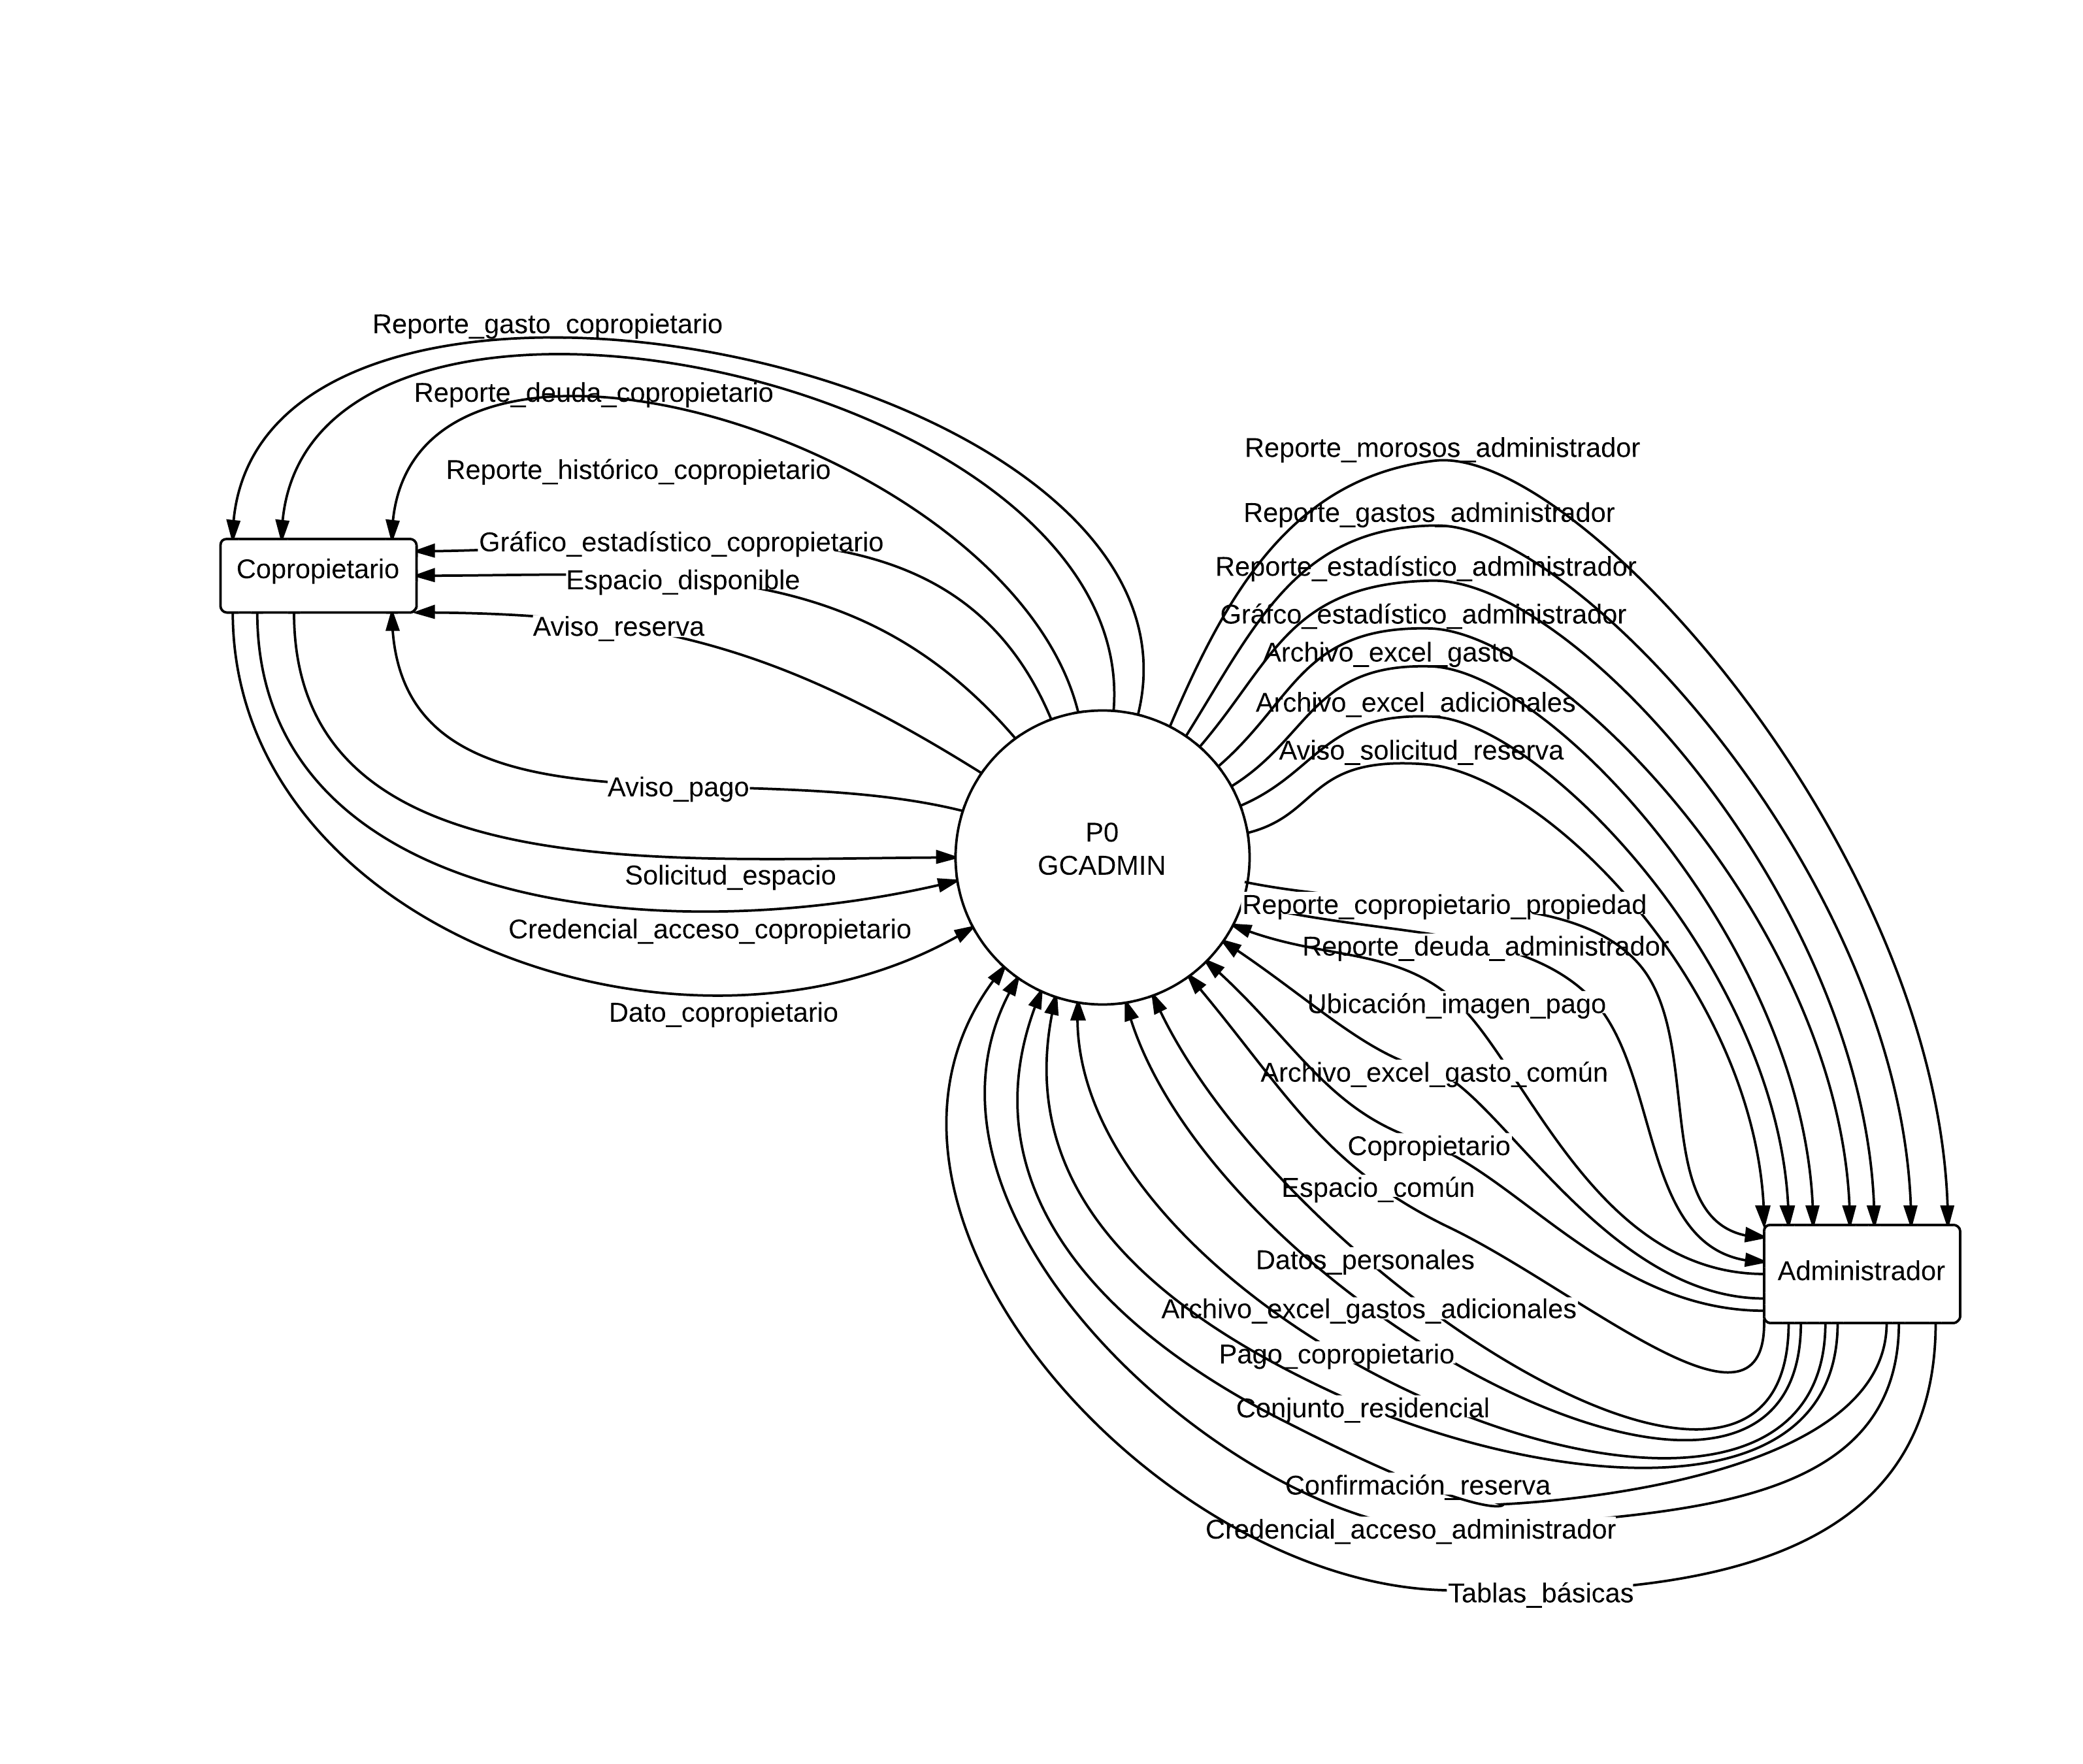 Reporte_gasto_copropietario
Reporte_deuda_copropietario
Reporte_histórico_copropietario
Gráfico_estadístico_copropietario
Espacio_disponible
Aviso_reserva
Copropietario
Aviso_pago
Solicitud_espacio
Credencial_acceso_copropietario
Dato_copropietario
P0
GCADMIN
Reporte_morosos_administrador
Reporte_gastos_administrador
Reporte_estadístico_administrador
Gráfco_estadístico_administrador
Archivo_excel_gasto
Archivo_excel_adicionales
Aviso_solicitud_reserva
Reporte_copropietario_propiedad
Reporte_deuda_administrador
Ubicación_imagen_pago
Archivo_excel_gasto_común
Copropietario
Espacio_común
Datos_personales
Archivo_excel_gastos_adicionales
Pago_copropietario
Conjunto_residencial
Confirmación_reserva
Credencial_acceso_administrador
Tablas_básicas
Administrador